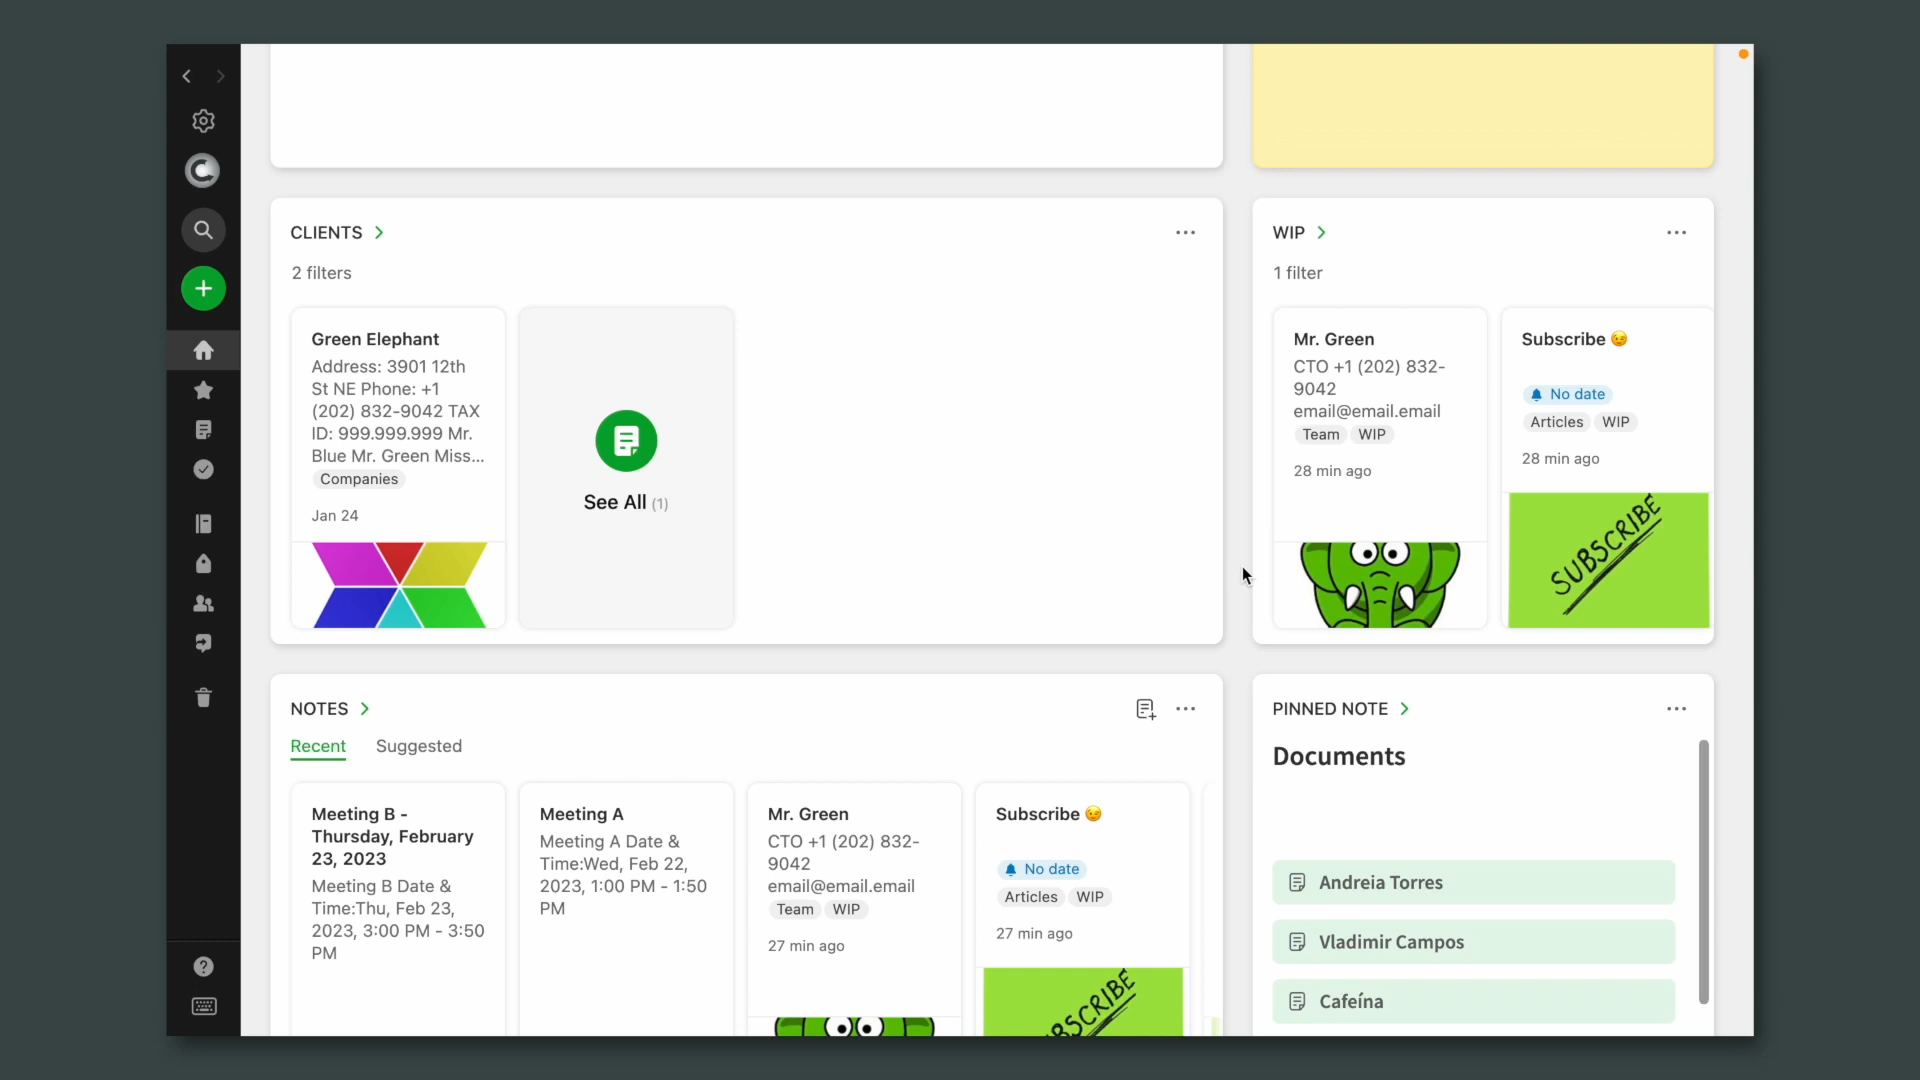 CLIENTS
2 filters
Green Elephant
Address: 3901 12th
St NE Phone: +1
(202) 832-9042 TAX
ID: 999.999.999 Mr.
Blue Mr. Green Miss...
Companies
Jan 24
See All (1)
WIP
1 filter
Mr. Green
CTO +1 (202) 832-
9042
email@email.email
Team WIP
28 min ago
Subscribe 😉
No date
Articles WIP
28 min ago
SUBSCRIBE
NOTES
Recent Suggested
Meeting B -
Thursday, February
23, 2023
Meeting B Date &
Time:Thu, Feb 23,
2023, 3:00 PM - 3:50
PM
Meeting A
Meeting A Date &
Time:Wed, Feb 22,
2023, 1:00 PM - 1:50
PM
Mr. Green
CTO +1 (202) 832-
9042
email@email.email
Team WIP
27 min ago
Subscribe 😉
No date
Articles WIP
27 min ago
BSCRIBE
PINNED NOTE
Documents
Andreia Torres
Vladimir Campos
Cafeína